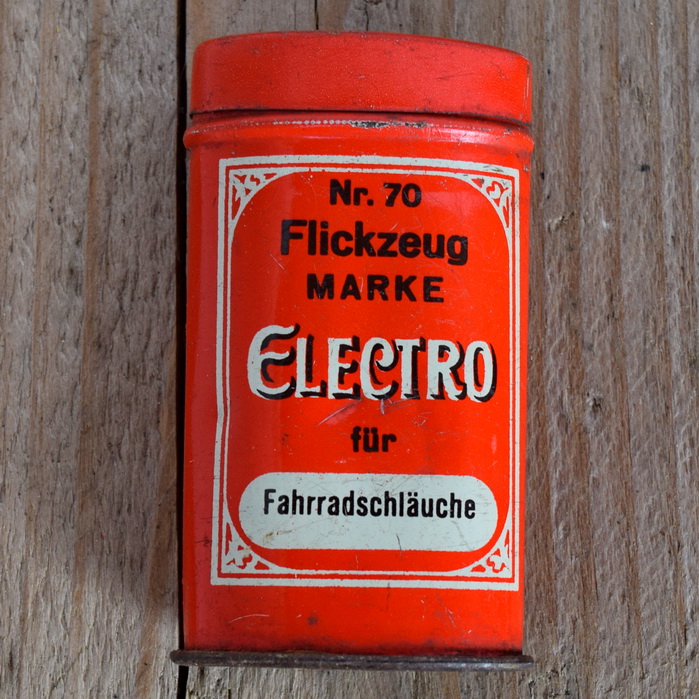 Nr. 70
Flickzeug
MARKE
ELECTRO
für
Fahrradschläuche